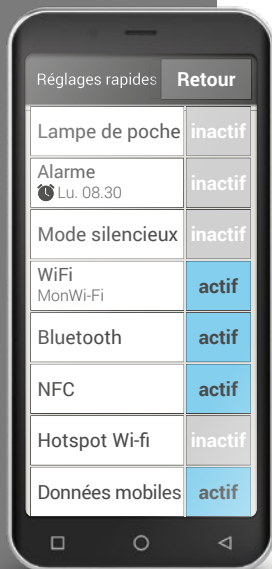 Réglages rapides Retour
Lampe de poche inactif
Alarme
Lu. 08.30 inactif
Mode silencieux inactif
WiFi
MonWi-Fi actif
Bluetooth actif
NFC actif
Hotspot Wi-fi inactif
Données mobiles actif